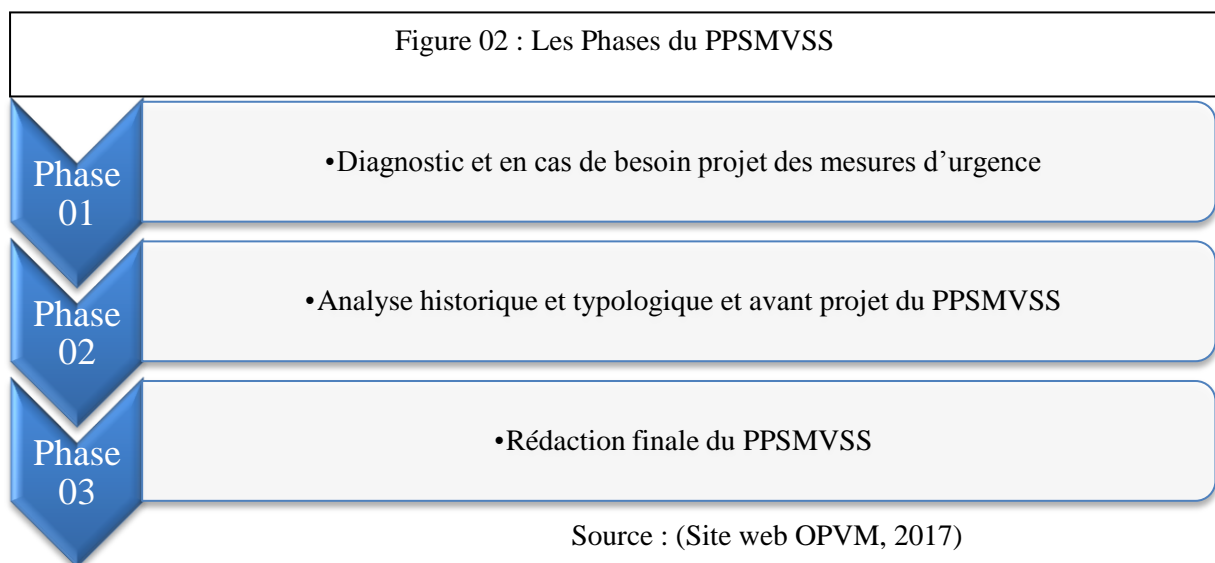 Figure 02 : Les Phases du PPSMVSS
Phase
01
•Diagnostic et en cas de besoin projet des mesures d’urgence
Phase
02
•Analyse historique et typologique et avant projet du PPSMVSS
Phase
03
•Rédaction finale du PPSMVSS
Source : (Site web OPVM, 2017)